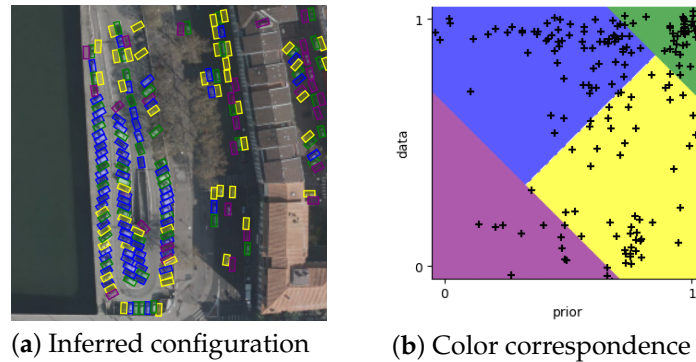 1
data
0
0
prior
1
(a) Inferred configuration
(b) Color correspondence